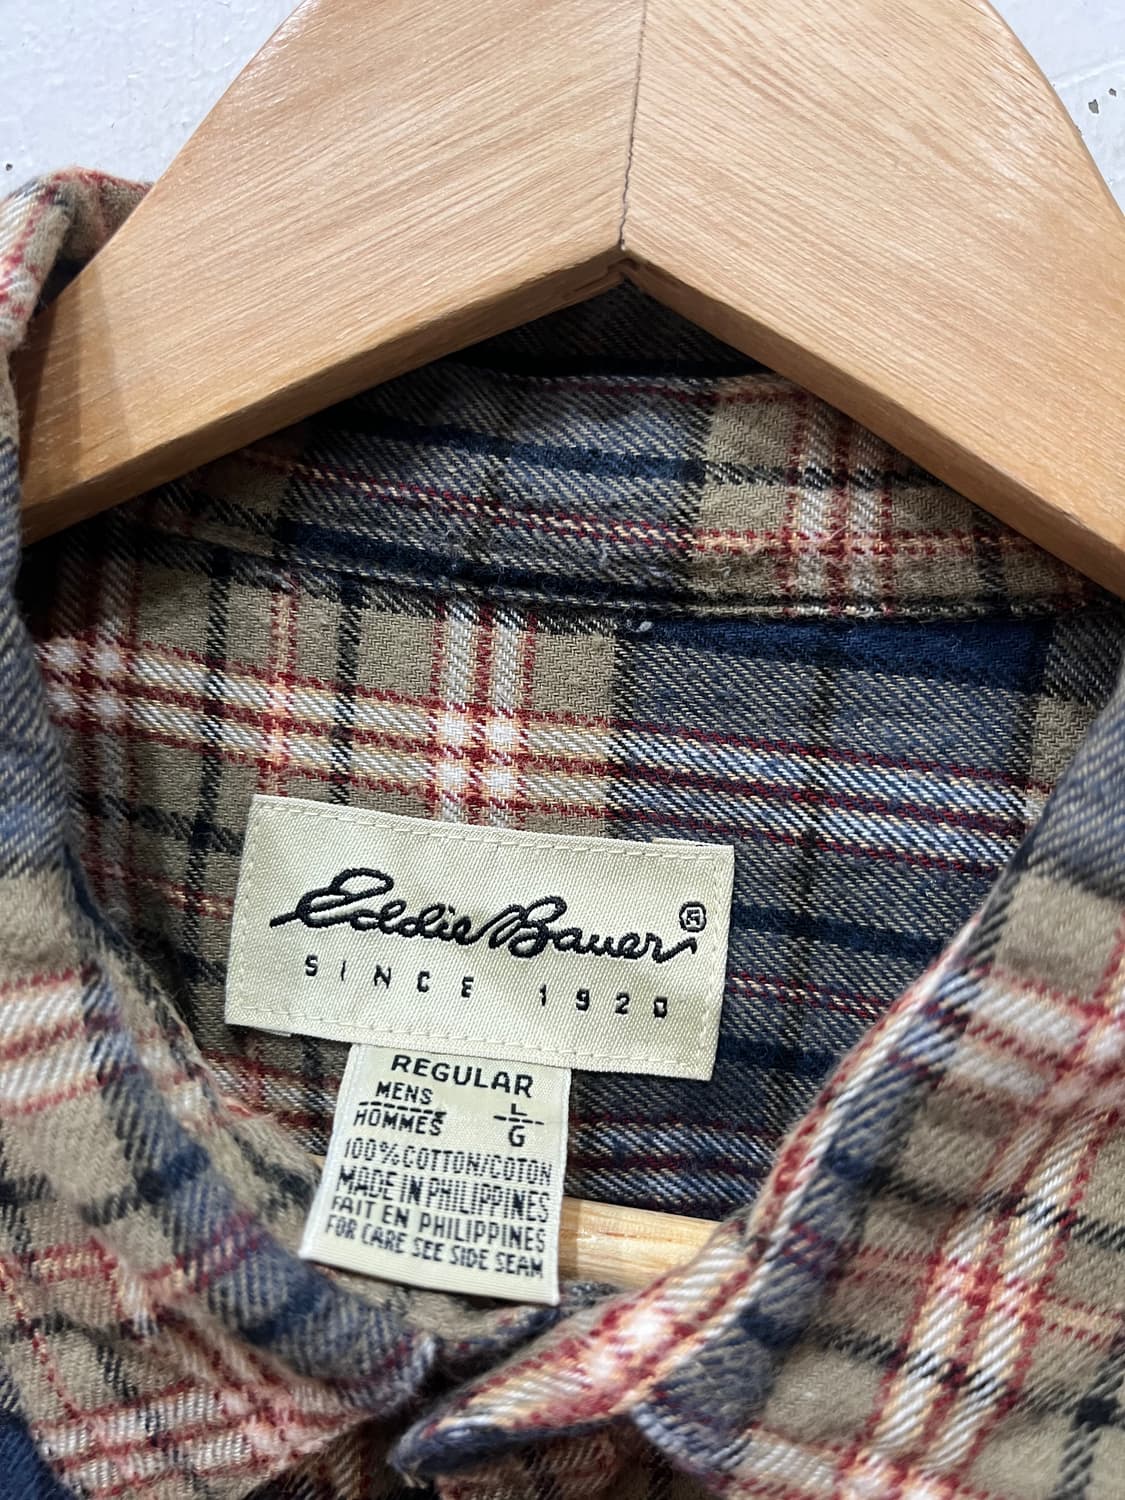 Eddie Bauer®
SINCE 1920
REGULAR
MENS L
HOMMES G
100% COTTON/COTON
MADE IN PHILIPPINES
FAIT EN PHILIPPINES
FOR CARE SEE SIDE SEAM